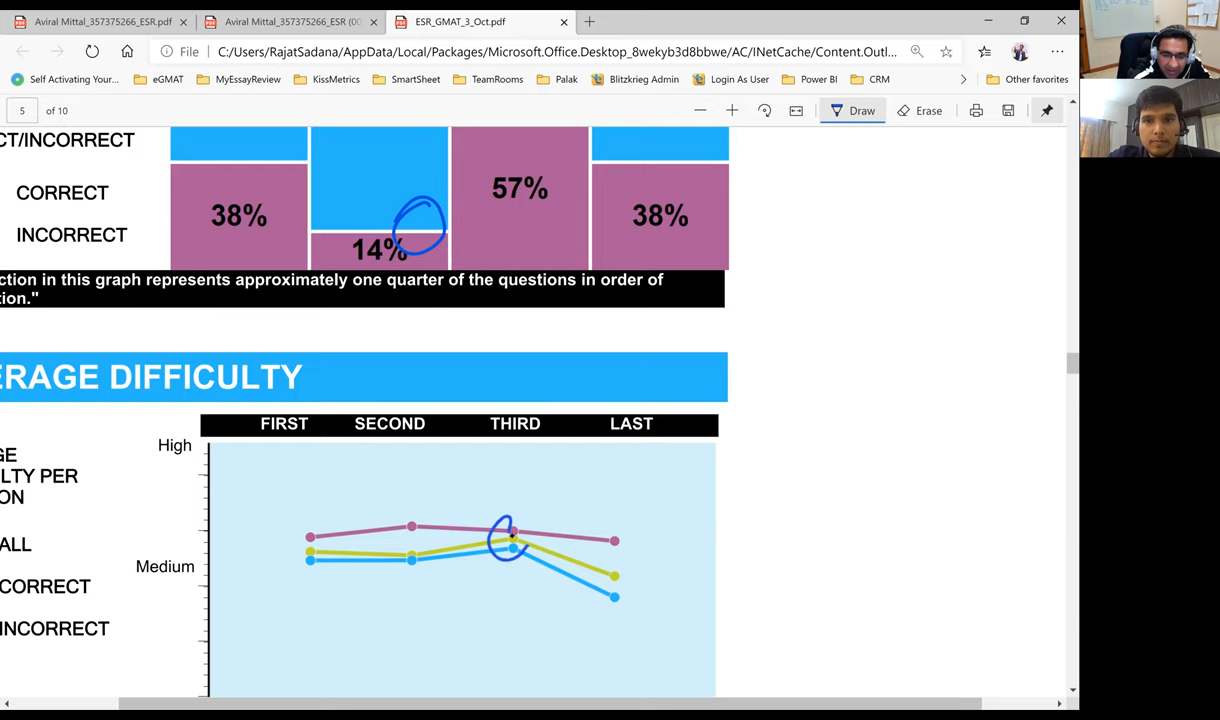 Aviral Mittal_357375266_ESR.pdf
Aviral Mittal_357375266_ESR (00
ESR_GMAT_3_Oct.pdf
File
C:/Users/RajatSadana/AppData/Local/Packages/Microsoft.Office.Desktop_8wekyb3d8bbwe/AC/INetCache/Content.Outl...
Self Activating Your...
eGMAT
MyEssayReview
KissMetrics
SmartSheet
TeamRooms
Palak
Blitzkrieg Admin
Login As User
Power BI
CRM
Other favorites
5 of 10
Draw
Erase
CT/INCORRECT
CORRECT
INCORRECT
38%
14%
57%
38%
ction in this graph represents approximately one quarter of the questions in order of
tion."
ERAGE DIFFICULTY
FIRST SECOND THIRD LAST
High
GE
LTY PER
ON
ALL
Medium
CORRECT
INCORRECT